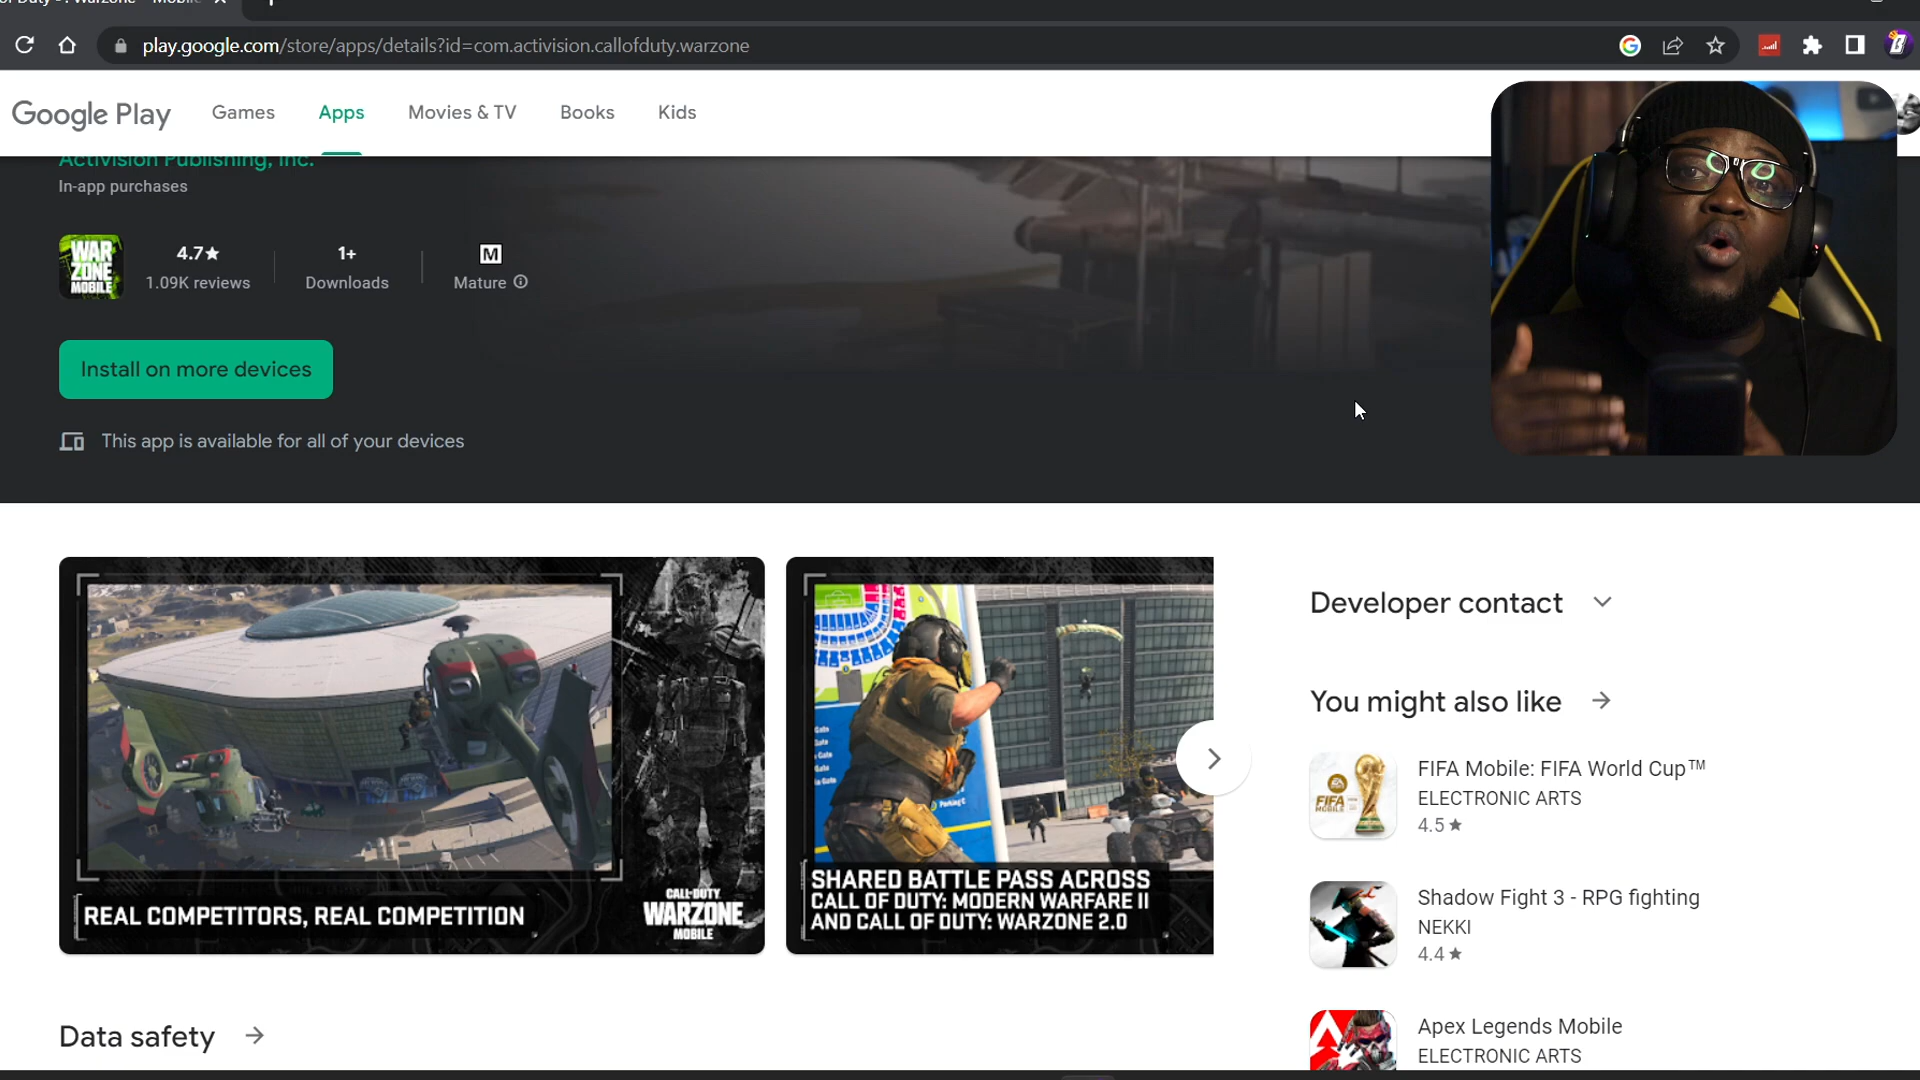 play.google.com/store/apps/details?id=com.activision.callofduty.warzone
Google Play
Games
Apps
Movies & TV
Books
Kids
Activision Publishing, Inc.
In-app purchases
WAR
ZONE
MOBILE
4.7★
1.09K reviews
1+
Downloads
M
Mature
Install on more devices
This app is available for all of your devices
REAL COMPETITORS, REAL COMPETITION
CALL·DUTY
WARZONE
MOBILE
SHARED BATTLE PASS ACROSS
CALL OF DUTY: MODERN WARFARE II
AND CALL OF DUTY: WARZONE 2.0
Developer contact
You might also like
FIFA
MOBILE
FIFA Mobile: FIFA World Cup™
ELECTRONIC ARTS
4.5★
Shadow Fight 3 - RPG fighting
NEKKI
4.4★
Apex Legends Mobile
ELECTRONIC ARTS
Data safety